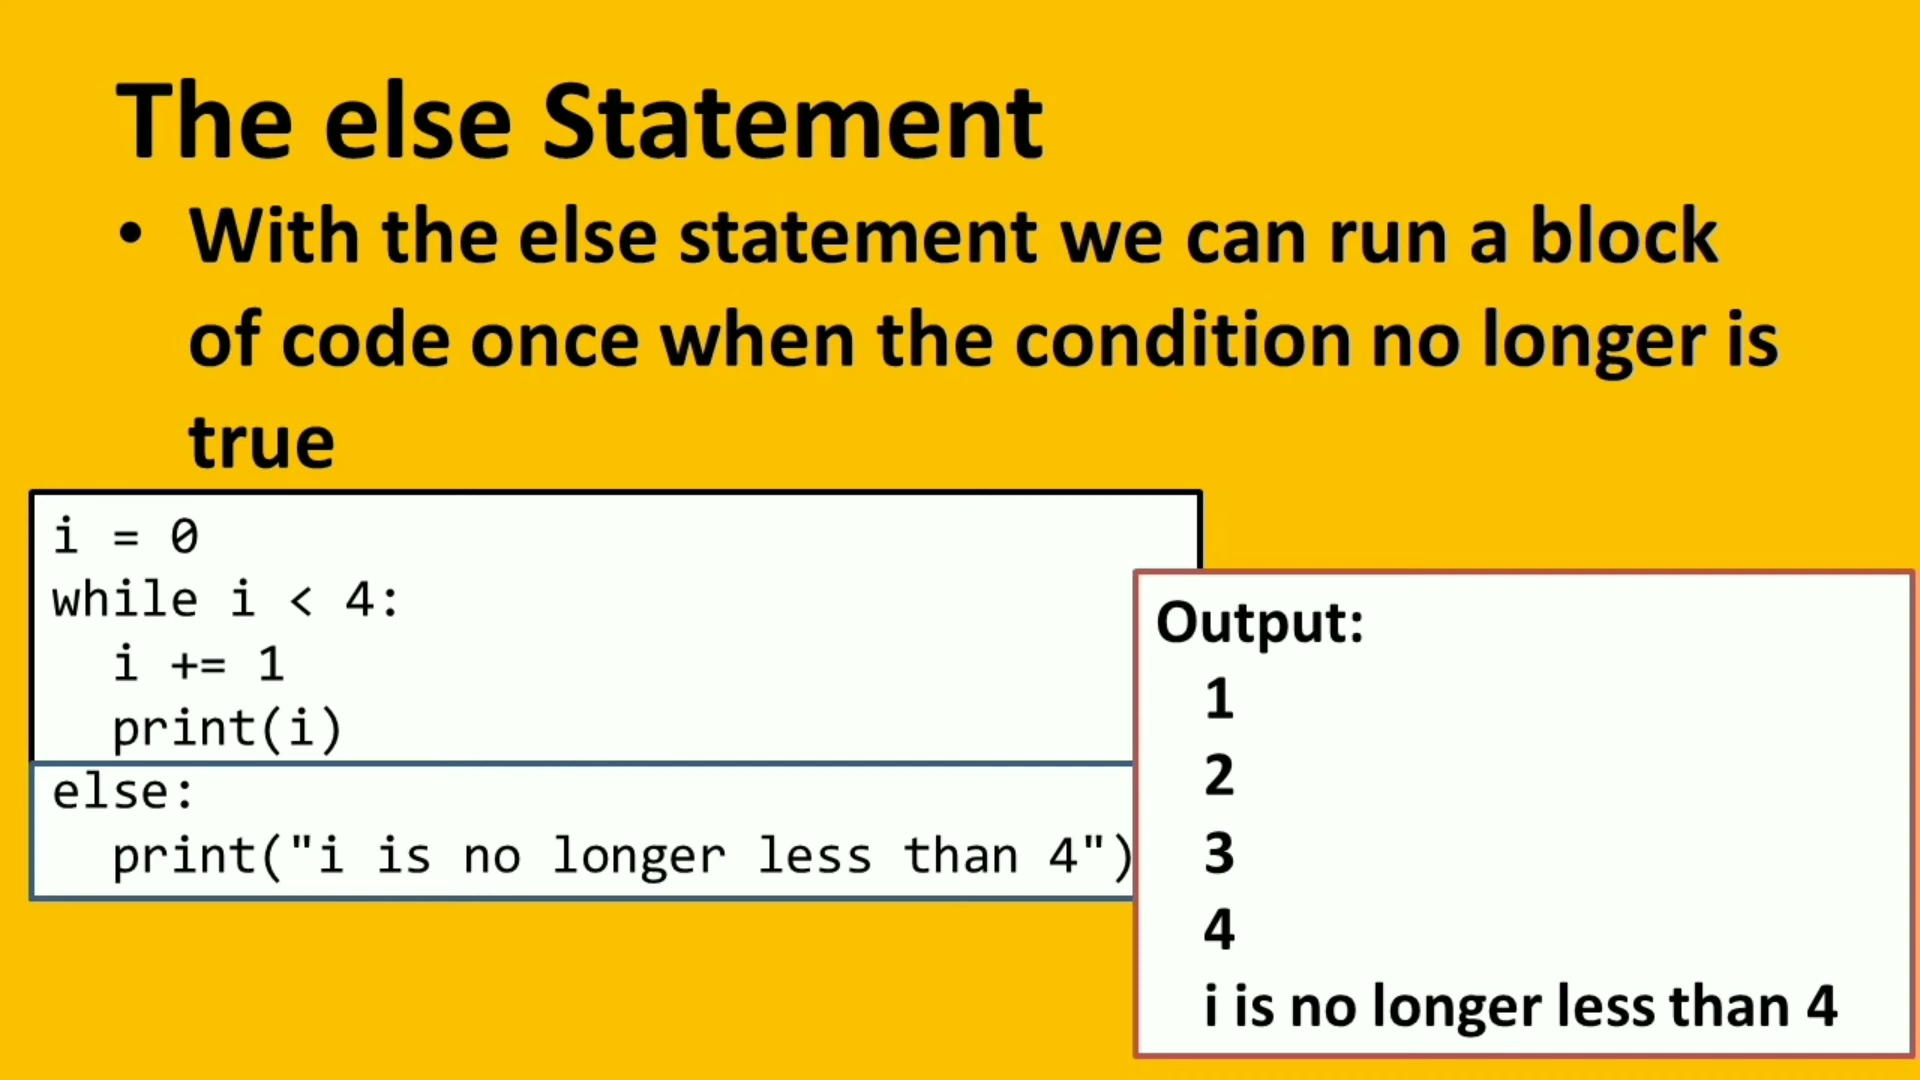 The else Statement
• With the else statement we can run a block
of code once when the condition no longer is
true
i = 0
while i < 4:
  i += 1
  print(i)
else:
  print("i is no longer less than 4")
Output:
1
2
3
4
i is no longer less than 4